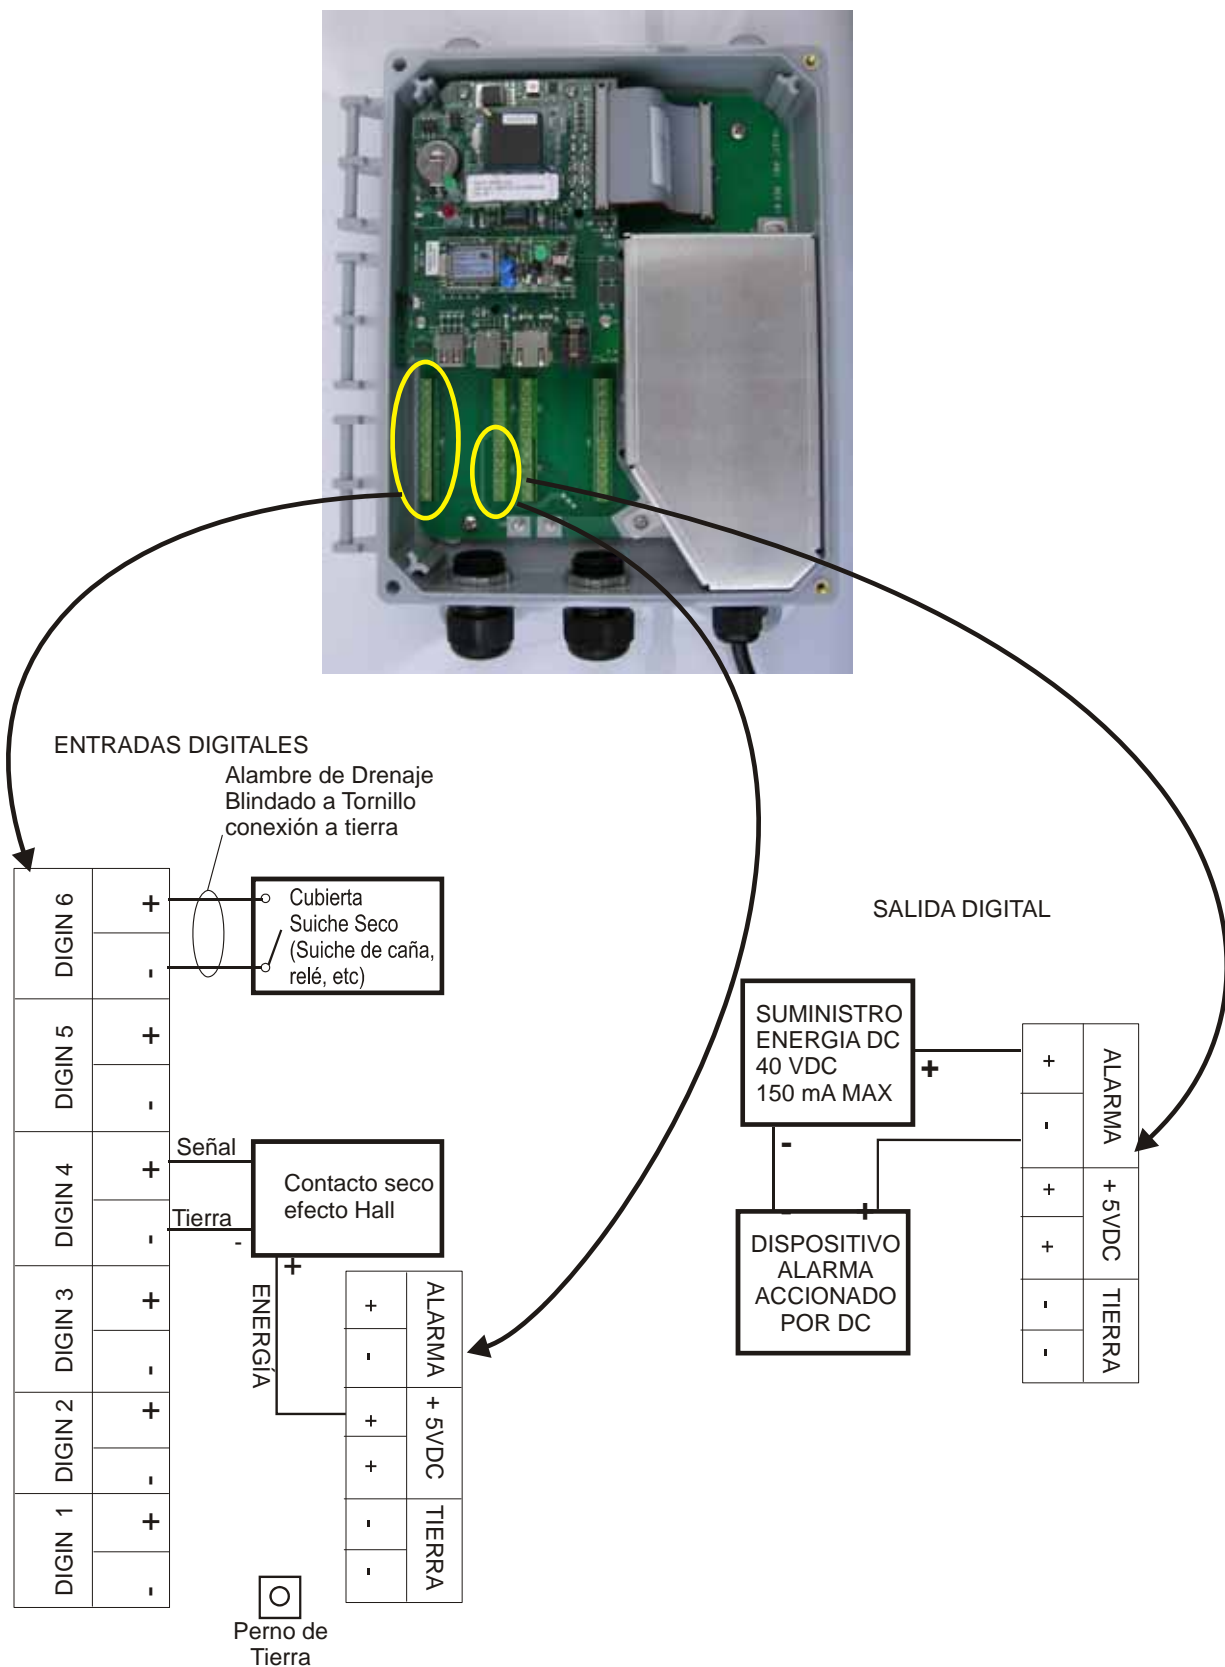 ENTRADAS DIGITALES
Alambre de Drenaje
Blindado a Tornillo
conexión a tierra
DIGIN 6
+
-
Cubierta
Suiche Seco
(Suiche de caña,
relé, etc)
DIGIN 5
+
-
DIGIN 4
+
-
Señal
Tierra
-
Contacto seco
efecto Hall
+
ENERGÍA
DIGIN 3
+
-
DIGIN 2
+
-
DIGIN 1
+
-
ALARMA
+
-
+ 5VDC
+
+
TIERRA
-
-
Perno de
Tierra
SALIDA DIGITAL
SUMINISTRO
ENERGIA DC
40 VDC
150 mA MAX
+
-
- +
DISPOSITIVO
ALARMA
ACCIONADO
POR DC
ALARMA
+
-
+ 5VDC
+
+
TIERRA
-
-